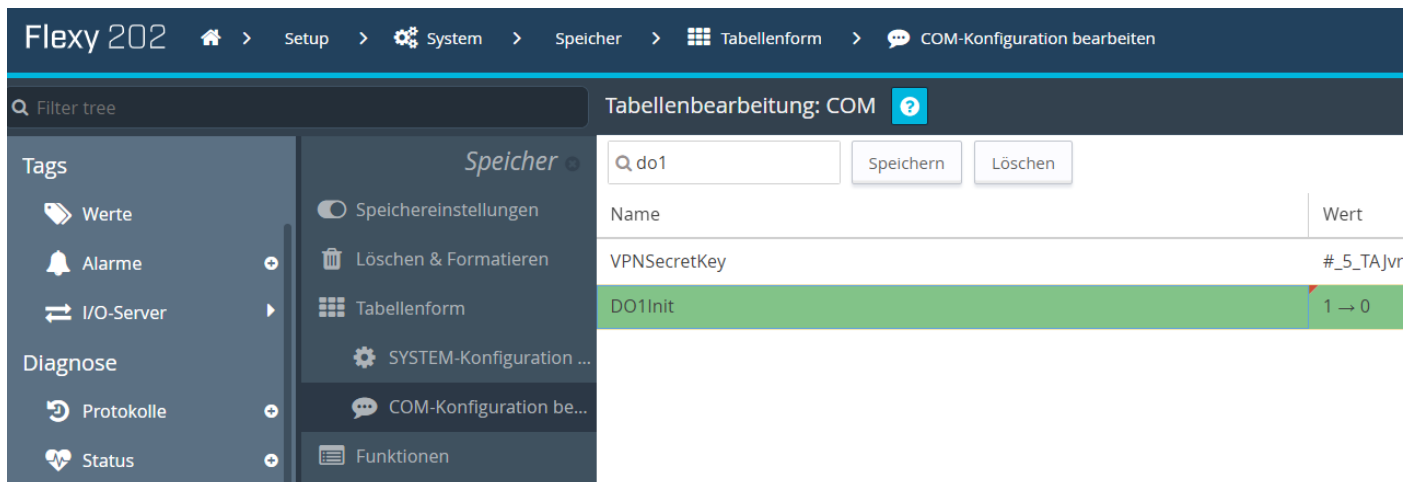 Flexy 202 > Setup > System > Speicher > Tabellenform > COM-Konfiguration bearbeiten
Filter tree
Tabellenbearbeitung: COM ?
Tags
Werte
Alarme
I/O-Server
Diagnose
Protokolle
Status
Speicher
Speichereinstellungen
Löschen & Formatieren
Tabellenform
SYSTEM-Konfiguration ...
COM-Konfiguration be...
Funktionen
do1 Speichern Löschen
Name Wert
VPNSecretKey #_5_TAJvr
DO1Init 1 → 0